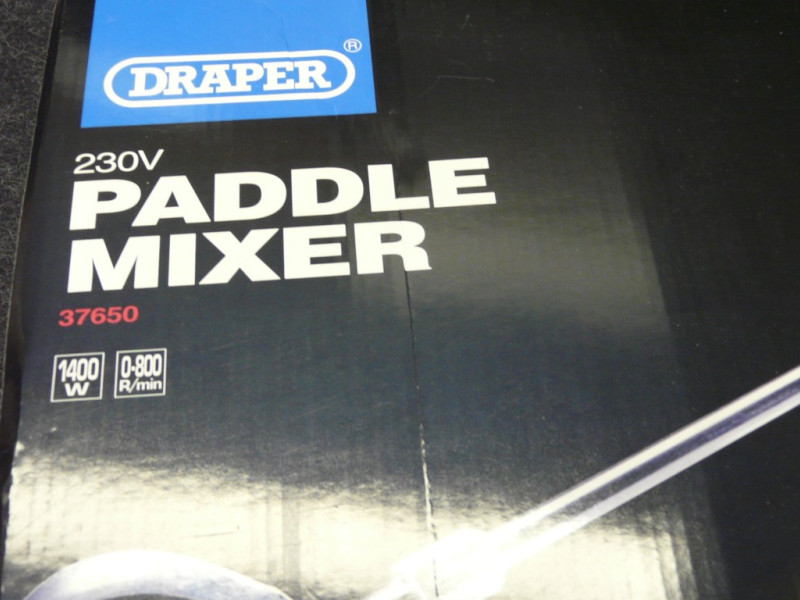 DRAPER®
230V
PADDLE
MIXER
37650
1400
W
0-800
R/min